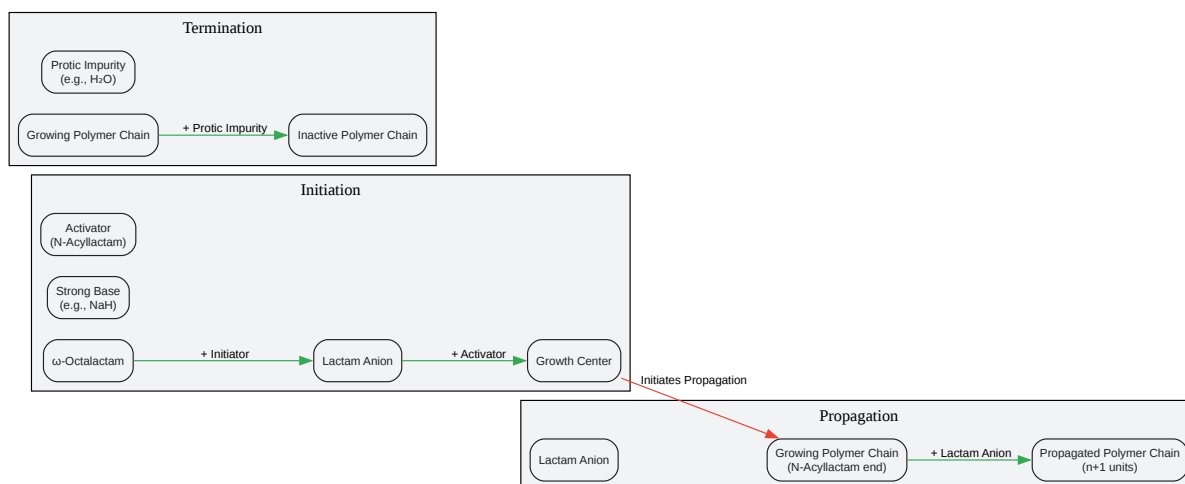 Termination
Protic Impurity
(e.g., H₂O)
Growing Polymer Chain
+ Protic Impurity
Inactive Polymer Chain
Initiation
Activator
(N-Acyllactam)
Strong Base
(e.g., NaH)
ω-Octalactam
+ Initiator
Lactam Anion
+ Activator
Growth Center
Initiates Propagation
Propagation
Lactam Anion
Growing Polymer Chain
(N-Acyllactam end)
+ Lactam Anion
Propagated Polymer Chain
(n+1 units)